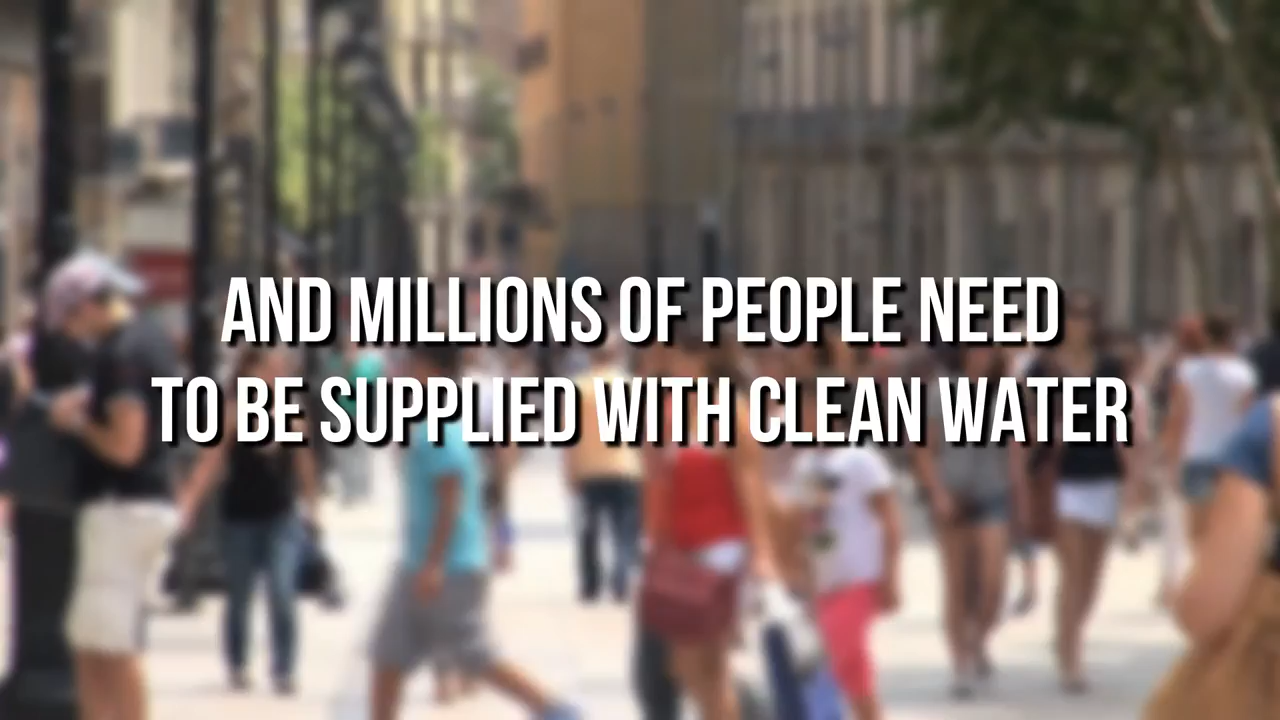 AND MILLIONS OF PEOPLE NEED
TO BE SUPPLIED WITH CLEAN WATER